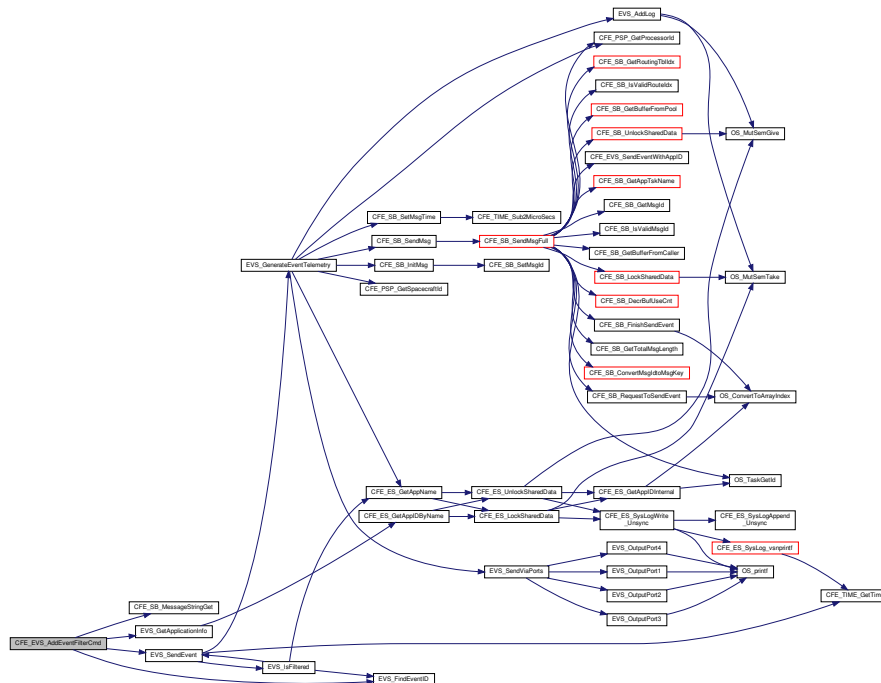 EVS_AddLog
CFE_PSP_GetProcessorId
CFE_SB_GetRoutingTblIdx
CFE_SB_IsValidRouteIdx
CFE_SB_GetBufferFromPool
CFE_SB_UnlockSharedData
OS_MutSemGive
CFE_EVS_SendEventWithAppID
CFE_SB_GetAppTskName
CFE_SB_GetMsgId
CFE_SB_SetMsgTime
CFE_TIME_Sub2MicroSecs
CFE_SB_IsValidMsgId
CFE_SB_SendMsg
CFE_SB_SendMsgFull
CFE_SB_GetBufferFromCaller
EVS_GenerateEventTelemetry
CFE_SB_InitMsg
CFE_SB_SetMsgId
CFE_SB_LockSharedData
OS_MutSemTake
CFE_PSP_GetSpacecraftId
CFE_SB_DecrBufUseCnt
CFE_SB_FinishSendEvent
CFE_SB_GetTotalMsgLength
CFE_SB_ConvertMsgIdtoMsgKey
CFE_SB_RequestToSendEvent
OS_ConvertToArrayIndex
OS_TaskGetId
CFE_ES_GetAppName
CFE_ES_UnlockSharedData
CFE_ES_GetAppIDInternal
CFE_ES_GetAppIDByName
CFE_ES_LockSharedData
CFE_ES_SysLogWrite
_Unsync
CFE_ES_SysLogAppend
_Unsync
EVS_OutputPort4
CFE_ES_SysLog_vsnprintf
EVS_SendViaPorts
EVS_OutputPort1
OS_printf
EVS_OutputPort2
CFE_TIME_GetTime
CFE_SB_MessageStringGet
EVS_OutputPort3
EVS_GetApplicationInfo
CFE_EVS_AddEventFilterCmd
EVS_SendEvent
EVS_IsFiltered
EVS_FindEventID